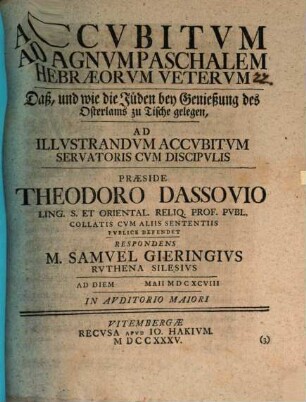 ACCVBITVM
AD AGNVM PASCHALEM
HEBRÆORVM VETERVM
22.
Daß, und wie die Jüden bey Genießung des
Osterlams zu Tische gelegen,
AD
ILLVSTRANDVM ACCVBITVM
SERVATORIS CVM DISCIPVLIS
PRÆSIDE
THEODORO DASSOVIO
LING. S. ET ORIENTAL. RELIQ. PROF. PVBL.
COLLATIS CVM ALIIS SENTENTIIS
PVBLICE DEFENDET
RESPONDENS
M. SAMVEL GIERINGIVS
RVTHENA SILESIVS
AD DIEM MAII MDCXCVIII
IN AVDITORIO MAIORI
VITEMBERGÆ
RECVSA APVD IO. HAKIVM.
MDCCXXXV.
(3)